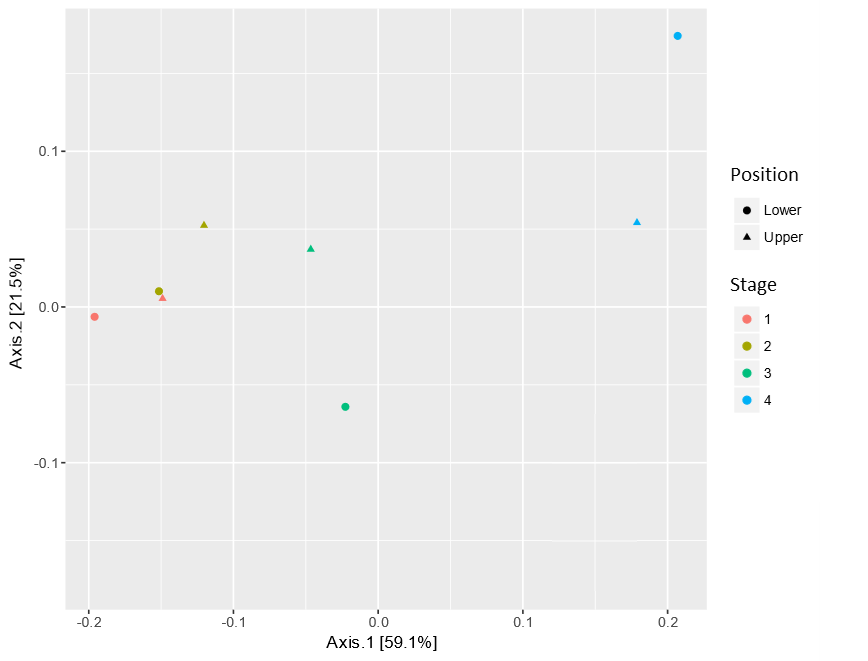 0.1
0.0
-0.1
Axis.2 [21.5%]
-0.2 -0.1 0.0 0.1 0.2
Axis.1 [59.1%]
Position
Lower
Upper
Stage
1
2
3
4